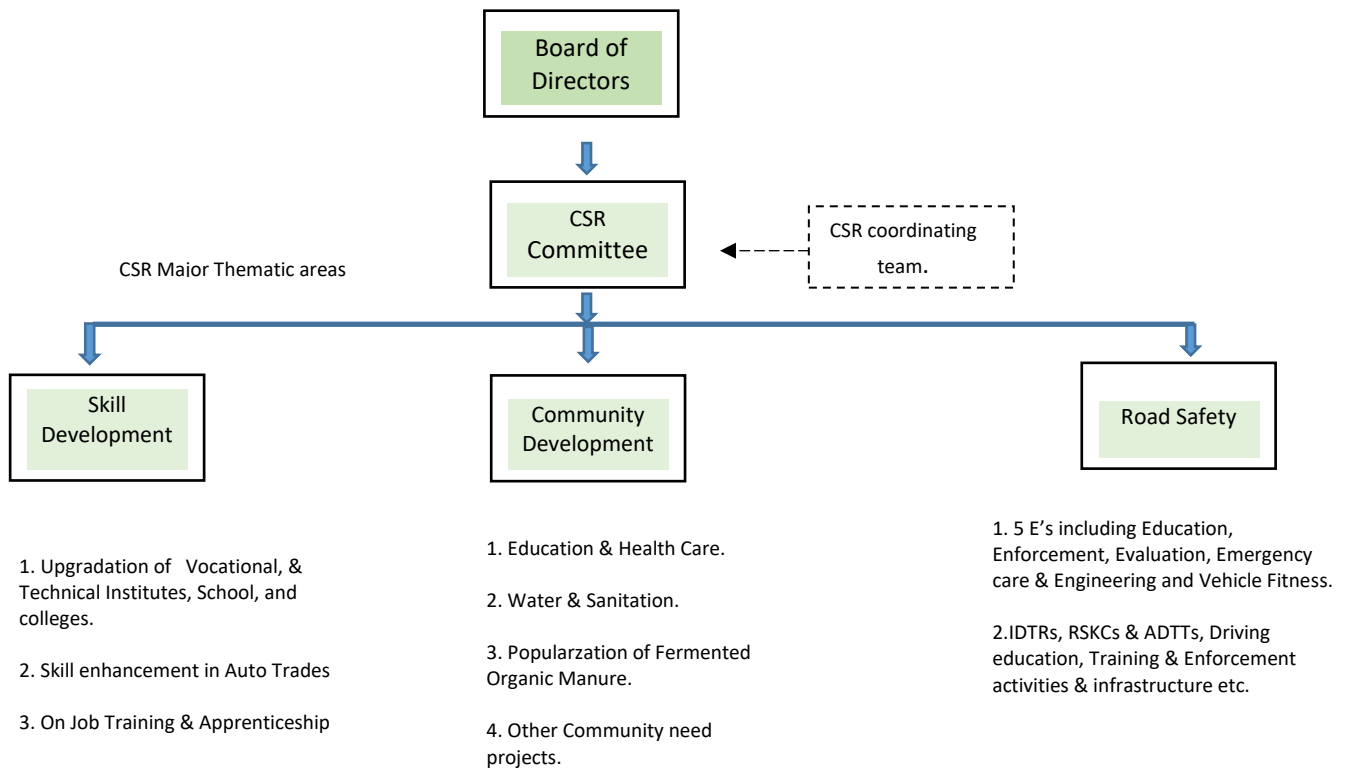 Board of
Directors
CSR
Committee
CSR coordinating
team.
CSR Major Thematic areas
Skill
Development
Community
Development
Road Safety
1. Upgradation of Vocational, &
Technical Institutes, School, and
colleges.
2. Skill enhancement in Auto Trades
3. On Job Training & Apprenticeship
1. Education & Health Care.
2. Water & Sanitation.
3. Popularzation of Fermented
Organic Manure.
4. Other Community need
projects.
1. 5 E’s including Education,
Enforcement, Evaluation, Emergency
care & Engineering and Vehicle Fitness.
2.IDTRs, RSKCs & ADTTs, Driving
education, Training & Enforcement
activities & infrastructure etc.